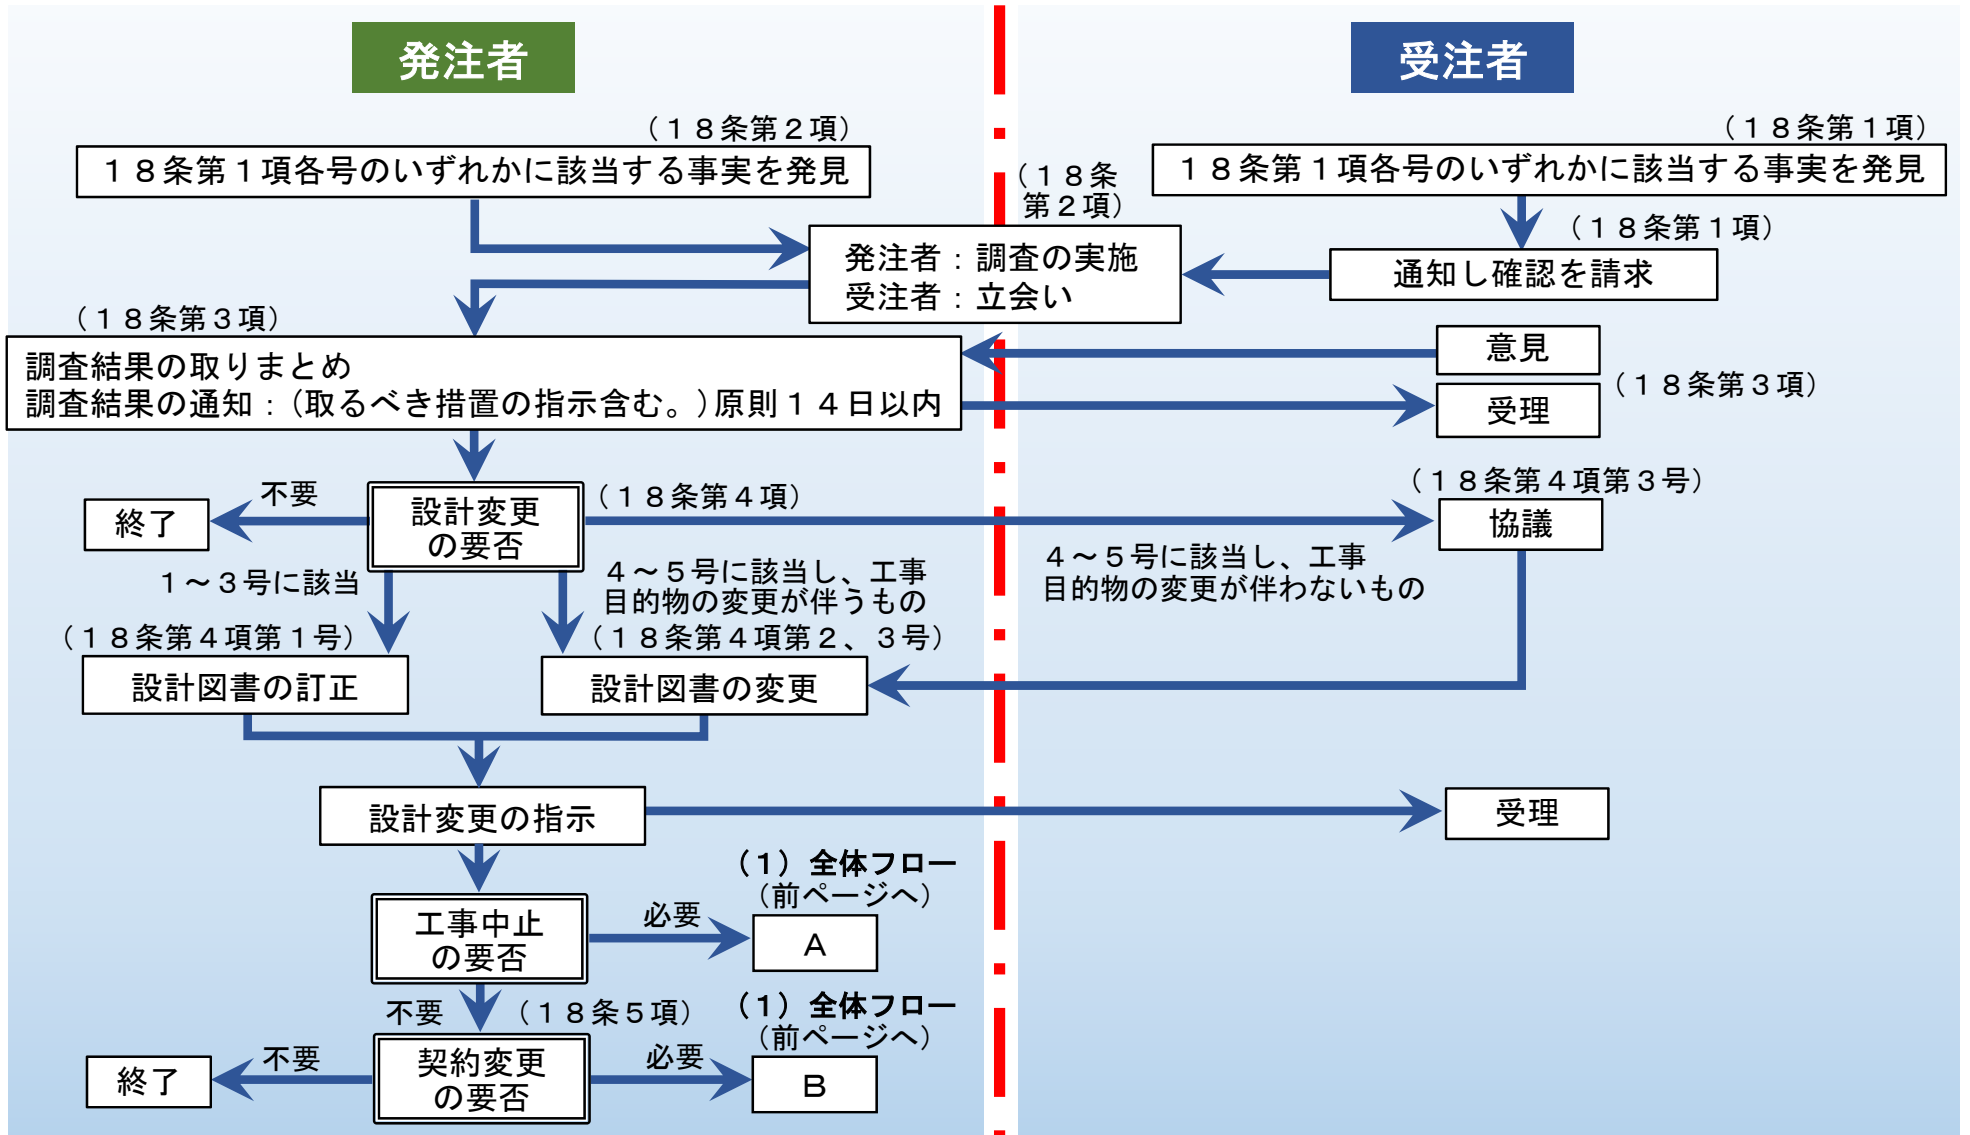 発注者
受注者
（１８条第２項）
（１８条第１項）
１８条第１項各号のいずれかに該当する事実を発見
１８条第１項各号のいずれかに該当する事実を発見
（１８条
第２項）
（１８条第１項）
発注者：調査の実施
受注者：立会い
通知し確認を請求
（１８条第３項）
調査結果の取りまとめ
調査結果の通知：（取るべき措置の指示含む。）原則１４日以内
意見
（１８条第３項）
受理
不要
終了
設計変更
の要否
（１８条第４項）
（１８条第４項第３号）
協議
１～３号に該当
４～５号に該当し、工事
目的物の変更が伴うもの
４～５号に該当し、工事
目的物の変更が伴わないもの
（１８条第４項第１号）
（１８条第４項第２、３号）
設計図書の訂正
設計図書の変更
設計変更の指示
受理
（１）全体フロー
（前ページへ）
工事中止
の要否
必要
Ａ
不要
（１８条５項）
（１）全体フロー
（前ページへ）
終了
不要
契約変更
の要否
必要
Ｂ